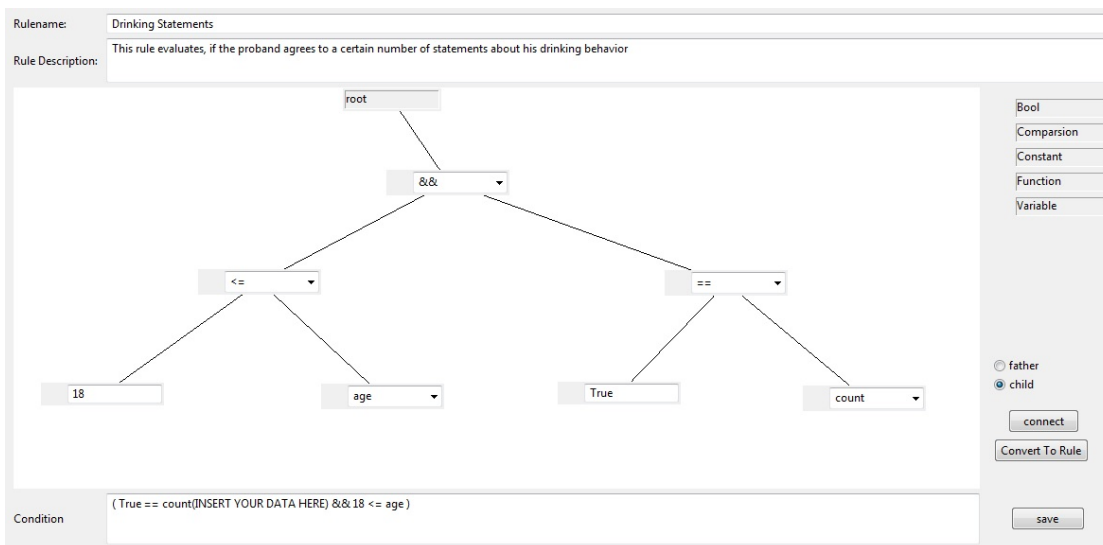 Rulename:
Drinking Statements
Rule Description:
This rule evaluates, if the proband agrees to a certain number of statements about his drinking behavior
root
Bool
Comparsion
Constant
Function
Variable
&&
<=
==
18
age
True
count
father
child
connect
Convert To Rule
Condition
( True == count(INSERT YOUR DATA HERE) && 18 <= age )
save